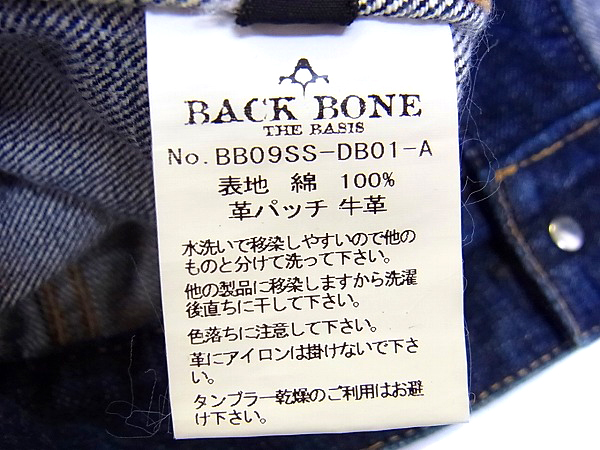 BACK BONE
THE BASIS
No.BB09SS-DB01-A
表地 綿 100%
革パッチ 牛革
水洗いで移染しやすいので他の
ものと分けて洗って下さい。
他の製品に移染しますから洗濯
後直ちに干して下さい。
色落ちに注意して下さい。
革にアイロンは掛けないで下さ
い。
タンブラー乾燥のご利用はお避
け下さい。